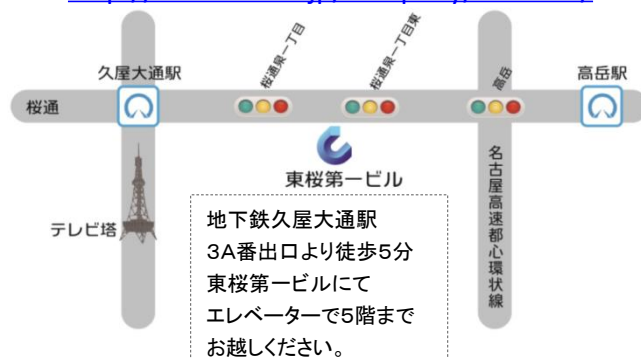 桜通泉一丁目
桜通泉一丁目東
高岳
久屋大通駅
高岳駅
桜通
東桜第一ビル
テレビ塔
名古屋高速都心環状線
地下鉄久屋大通駅
3A番出口より徒歩5分
東桜第一ビルにて
エレベーターで5階まで
お越しください。